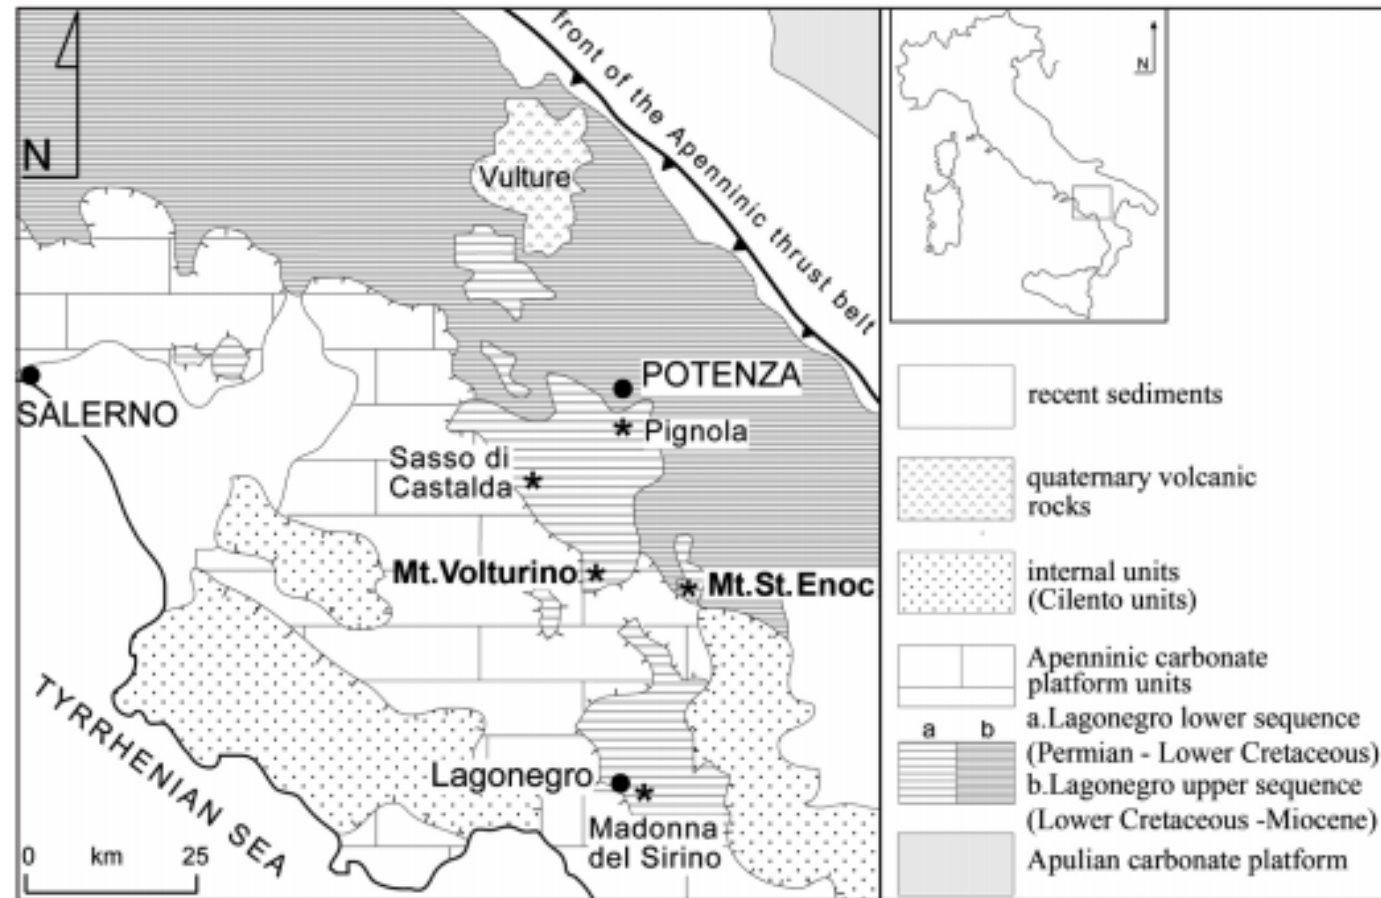 N
front of the Apenninic thrust belt
Vulture
POTENZA
SALERNO
Pignola
Sasso di
Castalda
Mt.Volturino
Mt.St.Enoc
TYRRHENIAN SEA
Lagonegro
Madonna
del Sirino
0 km 25
N
recent sediments
quaternary volcanic
rocks
internal units
(Cilento units)
Apenninic carbonate
platform units
a b
a.Lagonegro lower sequence
(Permian - Lower Cretaceous)
b.Lagonegro upper sequence
(Lower Cretaceous -Miocene)
Apulian carbonate platform